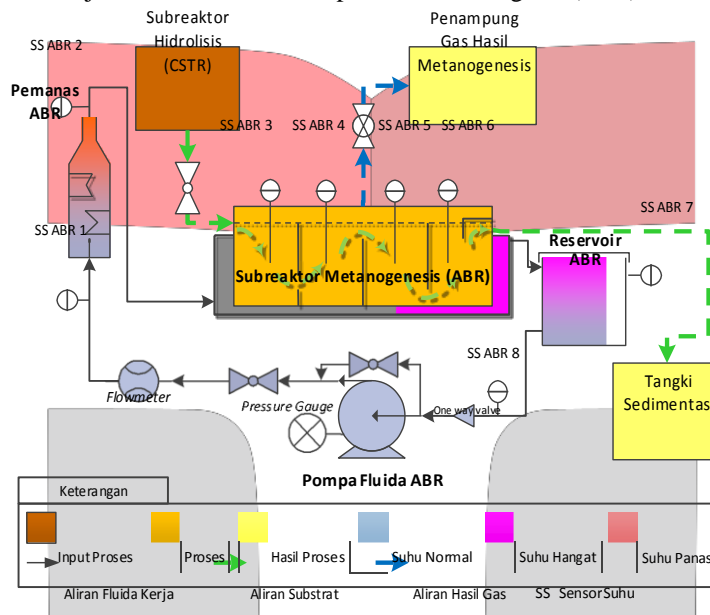 Subreaktor
Hidrolisis
(CSTR)
Penampung
Gas Hasil
Metanogenesis
SS ABR 2
Pemanas
ABR
SS ABR 3
SS ABR 4
SS ABR 5
SS ABR 6
SS ABR 1
SS ABR 7
Reservoir
ABR
Subreaktor Metanogenesis (ABR)
SS ABR 8
Tangki
Sedimentas
Flowmeter
Pressure Gauge
One way valve
Pompa Fluida ABR
Keterangan
Input Proses
Proses
Hasil Proses
Suhu Normal
Suhu Hangat
Suhu Panas
Aliran Fluida Kerja
Aliran Substrat
Aliran Hasil Gas
SS SensorSuhu